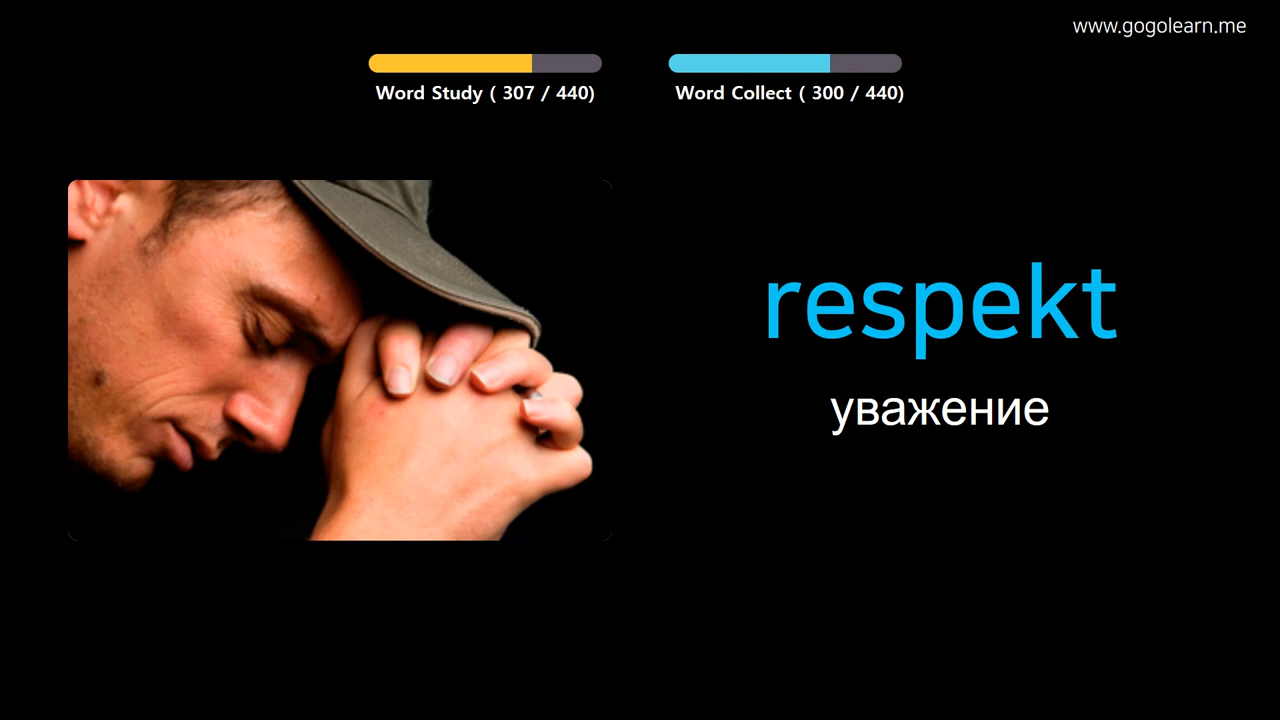 www.gogolearn.me
Word Study ( 307 / 440)
Word Collect ( 300 / 440)
respekt
уважение